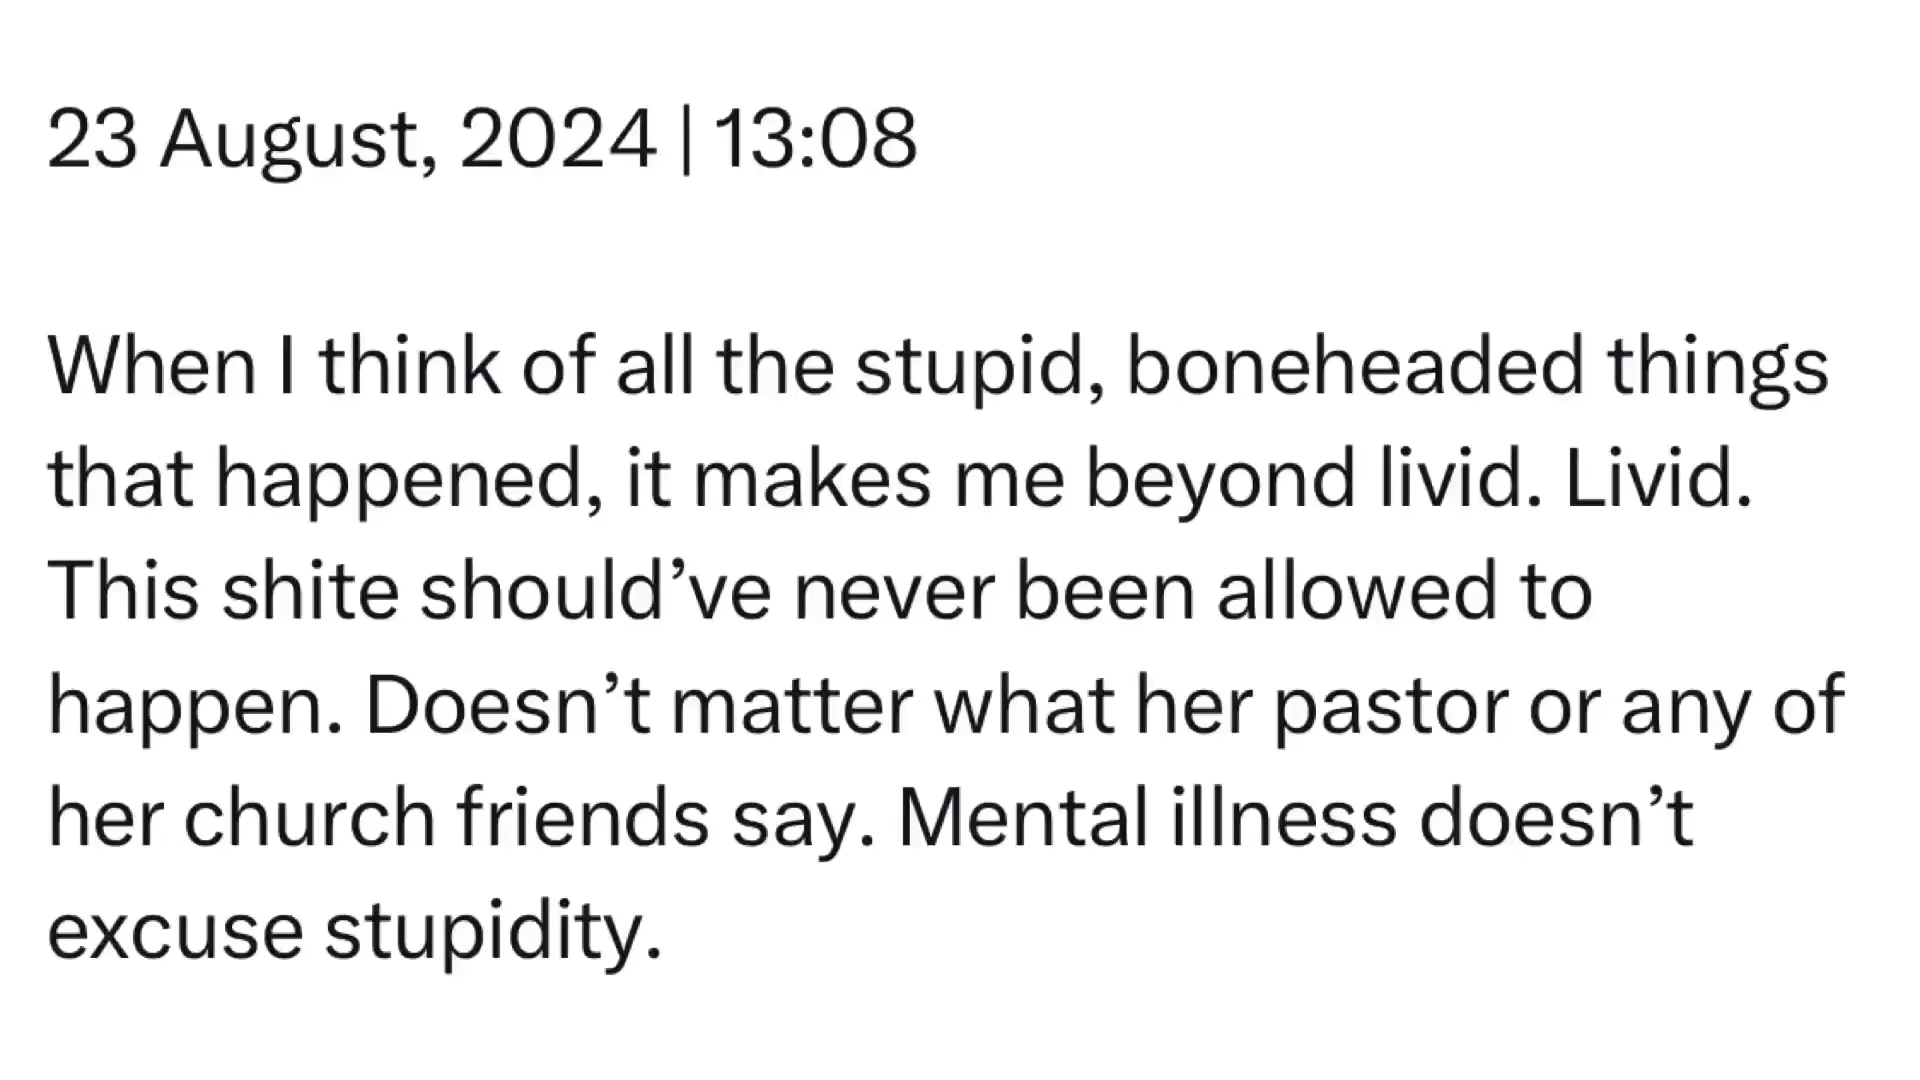 23 August, 2024 | 13:08
When I think of all the stupid, boneheaded things
that happened, it makes me beyond livid. Livid.
This shite should’ve never been allowed to
happen. Doesn’t matter what her pastor or any of
her church friends say. Mental illness doesn’t
excuse stupidity.